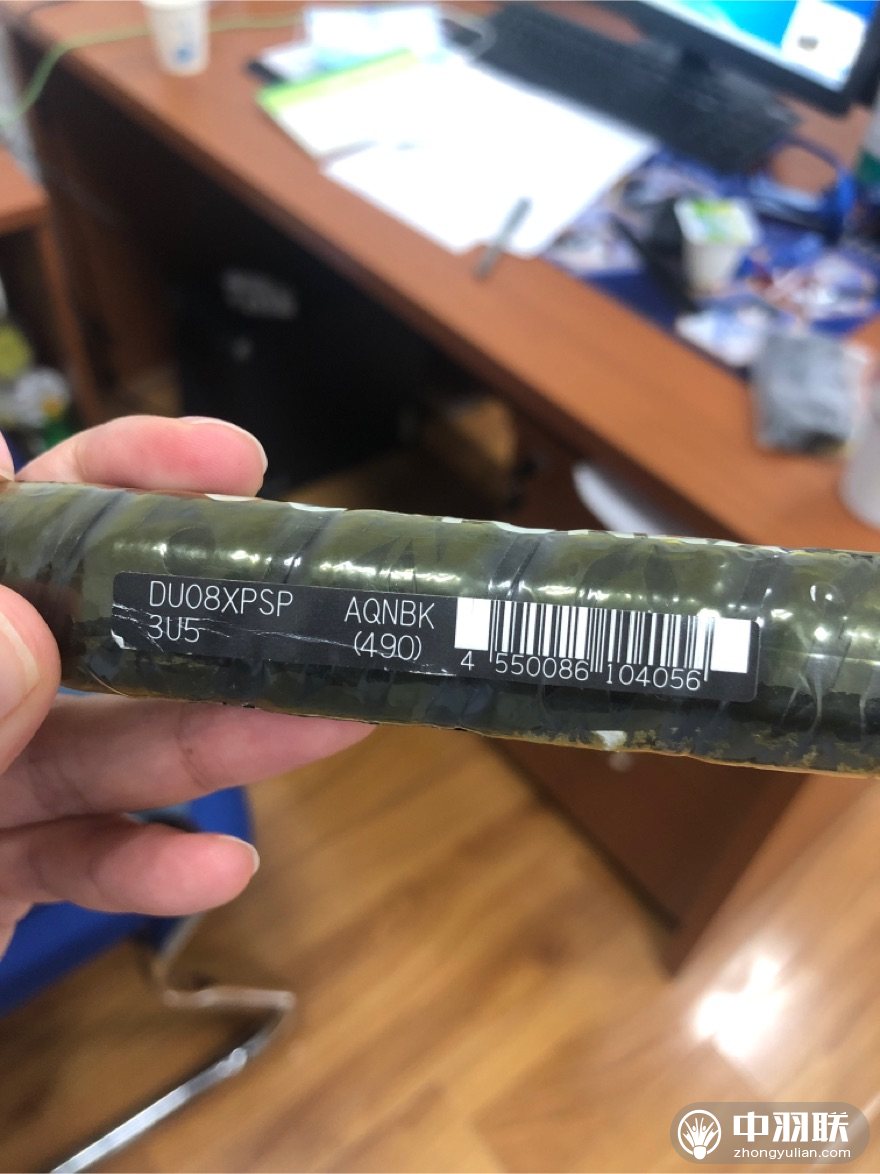 DU08XPSP
3U5
AQNBK
(490)
4 550086 104056
中羽联
zhongyulian.com